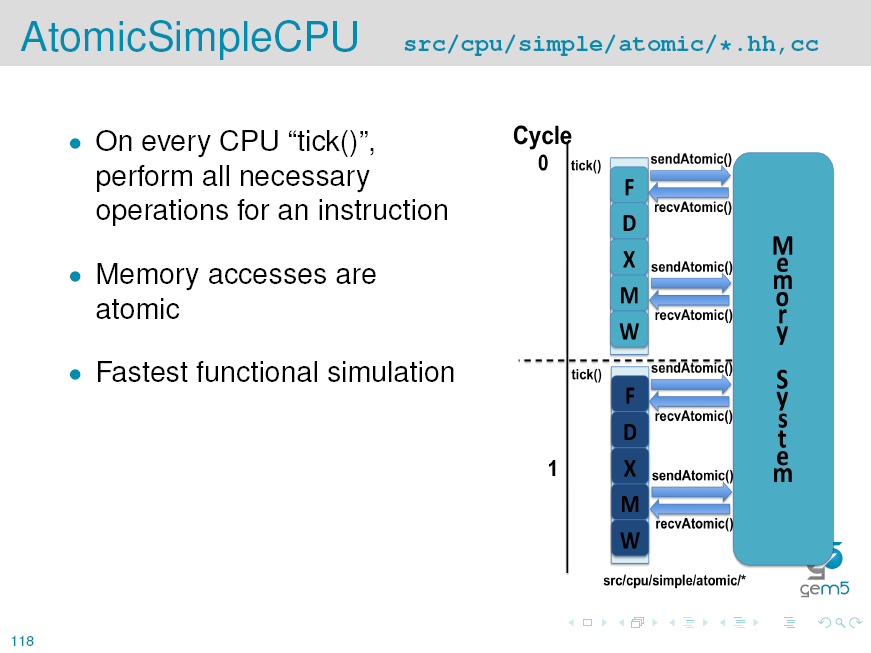 AtomicSimpleCPU src/cpu/simple/atomic/*.hh,cc
• On every CPU “tick()”,
perform all necessary
operations for an instruction
• Memory accesses are
atomic
• Fastest functional simulation
Cycle
0
tick()
F
D
X
M
W
sendAtomic()
recvAtomic()
sendAtomic()
recvAtomic()
1
tick()
F
D
X
M
W
sendAtomic()
recvAtomic()
sendAtomic()
recvAtomic()
Memory System
src/cpu/simple/atomic/*
gem5
118